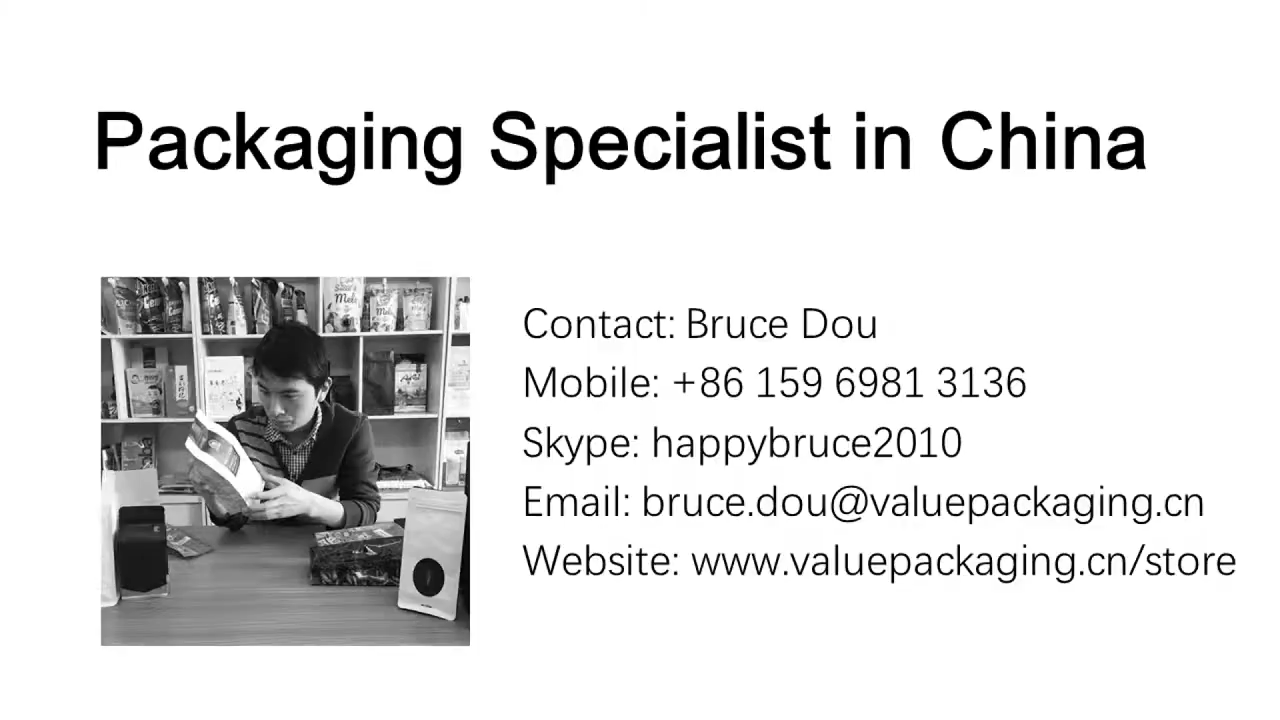 Packaging Specialist in China
Contact: Bruce Dou
Mobile: +86 159 6981 3136
Skype: happybruce2010
Email: bruce.dou@valuepackaging.cn
Website: www.valuepackaging.cn/store